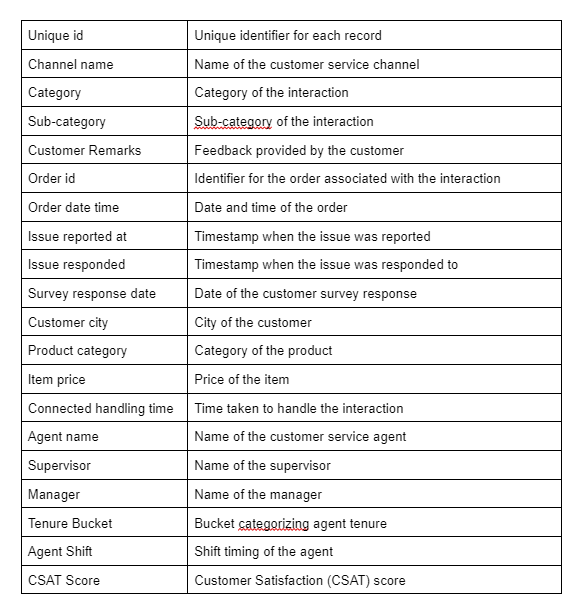 Unique id Unique identifier for each record
Channel name Name of the customer service channel
Category Category of the interaction
Sub-category Sub-category of the interaction
Customer Remarks Feedback provided by the customer
Order id Identifier for the order associated with the interaction
Order date time Date and time of the order
Issue reported at Timestamp when the issue was reported
Issue responded Timestamp when the issue was responded to
Survey response date Date of the customer survey response
Customer city City of the customer
Product category Category of the product
Item price Price of the item
Connected handling time Time taken to handle the interaction
Agent name Name of the customer service agent
Supervisor Name of the supervisor
Manager Name of the manager
Tenure Bucket Bucket categorizing agent tenure
Agent Shift Shift timing of the agent
CSAT Score Customer Satisfaction (CSAT) score